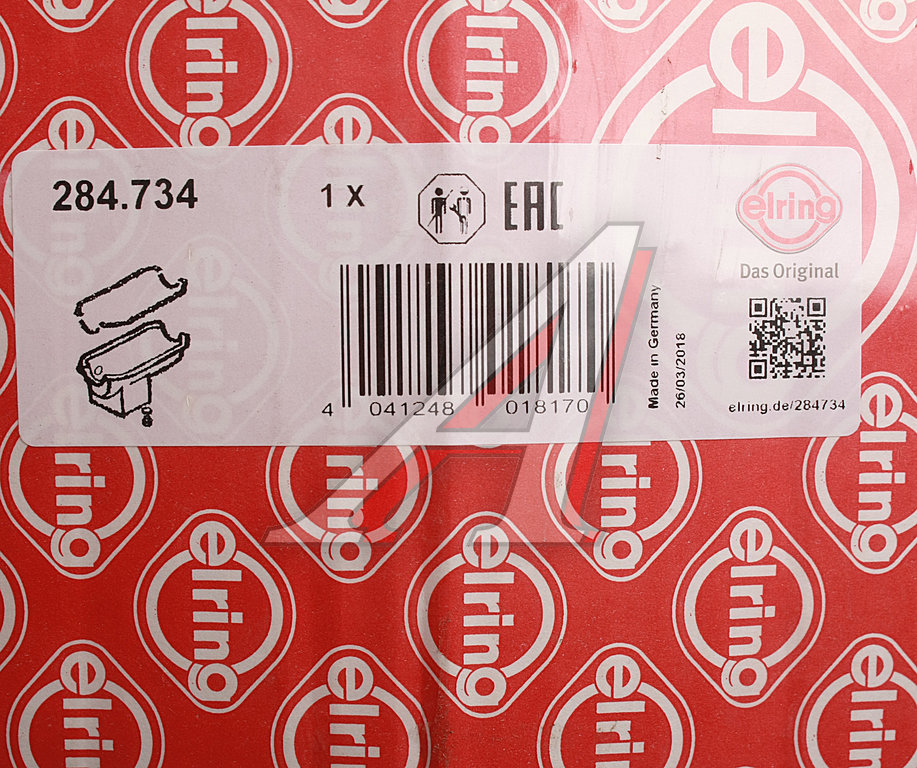 284.734
1 X
EAC
elring
Das Original
Made in Germany
26/03/2018
4 041248 018170
elring.de/284734
elring
elring
elring
elring
elring
elring
elring
elring
elring
elring
elring
elring